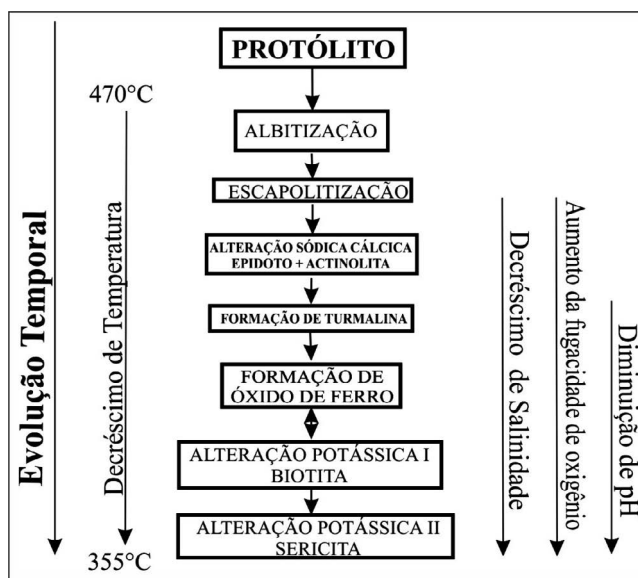 PROTÓLITO
470°C
ALBITIZAÇÃO
ESCAPOLITIZAÇÃO
ALTERAÇÃO SÓDICA CÁLCICA
EPIDOTO + ACTINOLITA
FORMAÇÃO DE TURMALINA
FORMAÇÃO DE
ÓXIDO DE FERRO
ALTERAÇÃO POTÁSSICA I
BIOTITA
ALTERAÇÃO POTÁSSICA II
SERICITA
355°C
Evolução Temporal
Decréscimo de Temperatura
Decréscimo de Salinidade
Aumento da fugacidade de oxigênio
Diminuição de pH